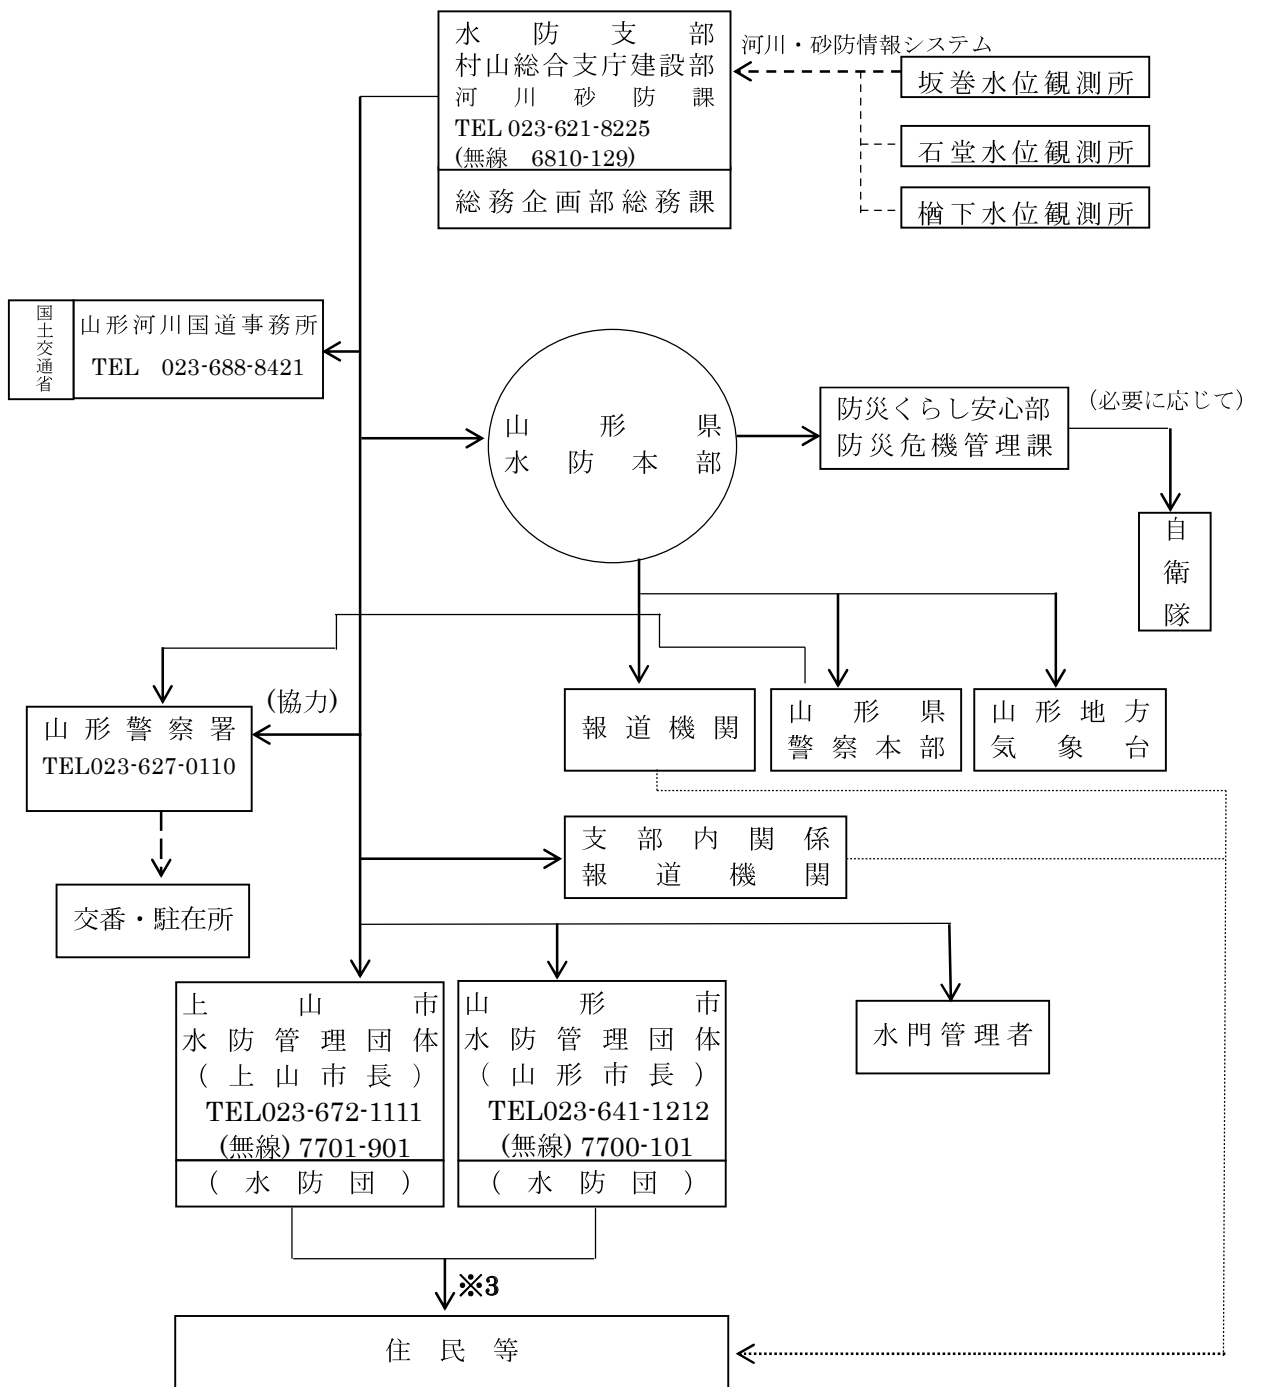 水防支部
村山総合支庁建設部
河川砂防課
TEL 023-621-8225
(無線　6810-129)
総務企画部総務課
河川・砂防情報システム
坂巻水位観測所
石堂水位観測所
楢下水位観測所
国土交通省
山形河川国道事務所
TEL　023-688-8421
山形県
水防本部
防災くらし安心部
防災危機管理課
（必要に応じて）
自衛隊
(協力)
山形警察署
TEL023-627-0110
交番・駐在所
報道機関
山形県
警察本部
山形地方
気象台
支部内関係
報道機関
上山市
水防管理団体
(上山市長)
TEL023-672-1111
(無線) 7701-901
(水防団)
山形市
水防管理団体
(山形市長)
TEL023-641-1212
(無線) 7700-101
(水防団)
水門管理者
※3
住民等